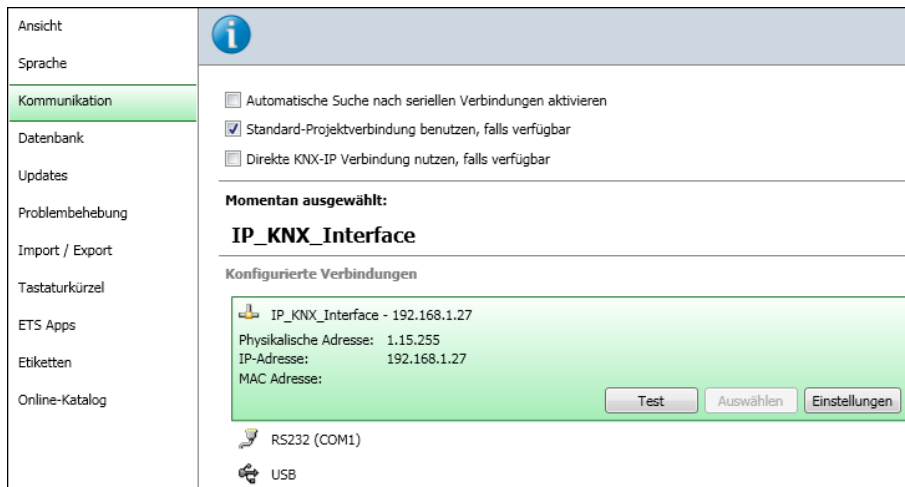 Ansicht
Sprache
Kommunikation
Datenbank
Updates
Problembehebung
Import / Export
Tastaturkürzel
ETS Apps
Etiketten
Online-Katalog
Automatische Suche nach seriellen Verbindungen aktivieren
Standard-Projektverbindung benutzen, falls verfügbar
Direkte KNX-IP Verbindung nutzen, falls verfügbar
Momentan ausgewählt:
IP_KNX_Interface
Konfigurierte Verbindungen
IP_KNX_Interface - 192.168.1.27
Physikalische Adresse: 1.15.255
IP-Adresse: 192.168.1.27
MAC Adresse:
Test Auswählen Einstellungen
RS232 (COM1)
USB